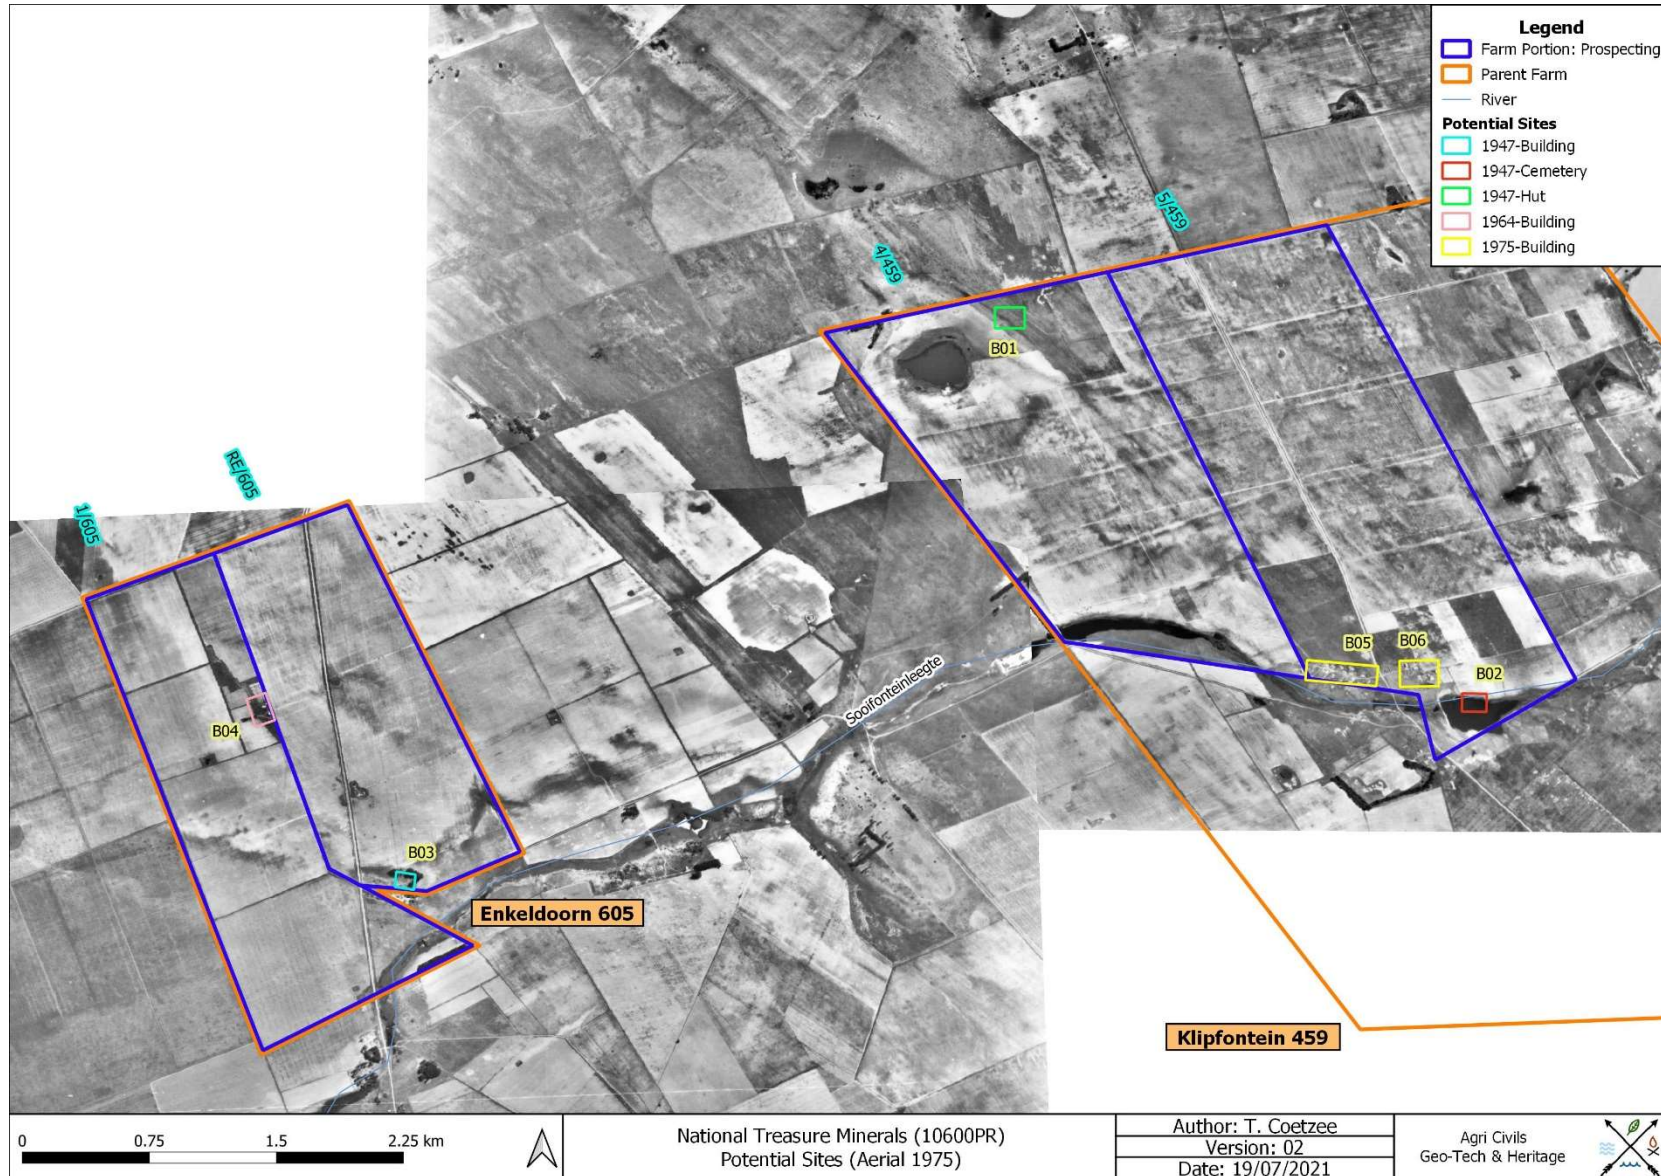 Legend
Farm Portion: Prospecting
Parent Farm
River
Potential Sites
1947-Building
1947-Cemetery
1947-Hut
1964-Building
1975-Building
5/459
4/459
B01
RE/605
1/605
B05
B06
B02
Sooifonteinleegte
B04
B03
Enkeldoorn 605
Klipfontein 459
0 0.75 1.5 2.25 km
National Treasure Minerals (10600PR)
Potential Sites (Aerial 1975)
Author: T. Coetzee
Version: 02
Date: 19/07/2021
Agri Civils
Geo-Tech & Heritage